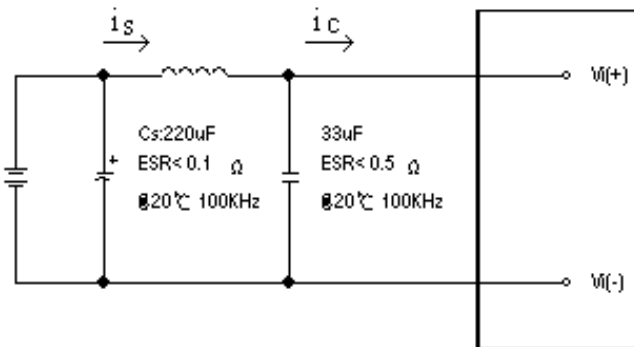 iS
iC
Vi(+)
Cs:220uF
ESR<0.1 Ω
@20℃ 100KHz
33uF
ESR<0.5 Ω
@20℃ 100KHz
+
Vi(-)